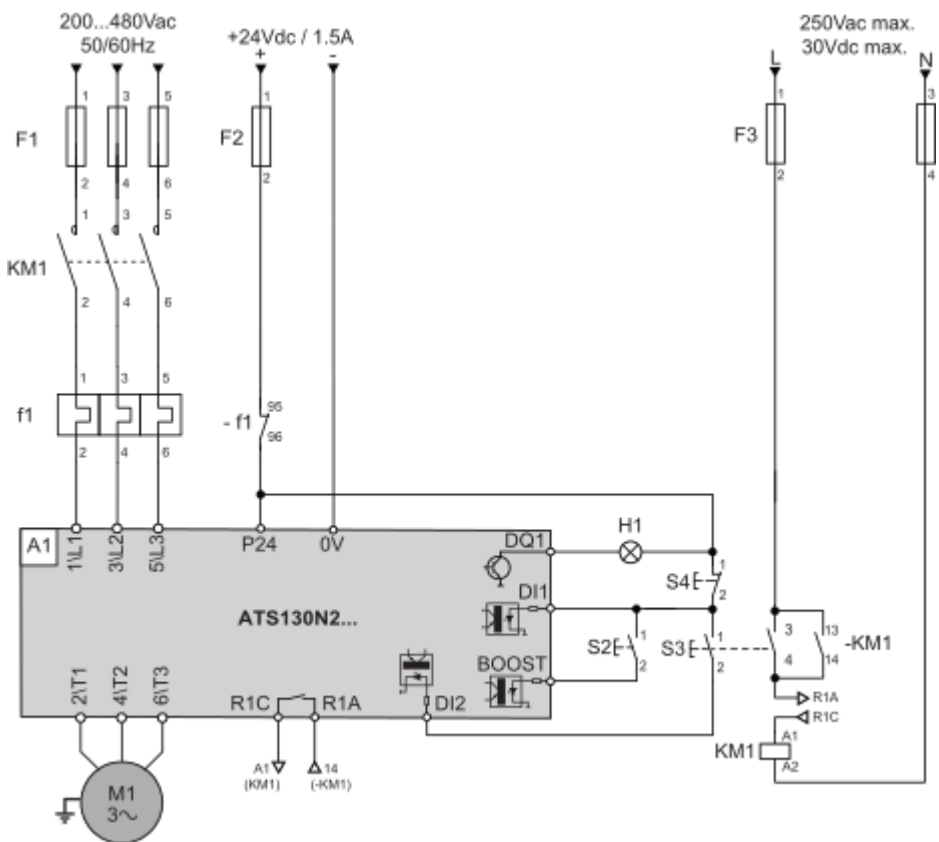 200...480Vac
50/60Hz
+24Vdc / 1.5A
+ -
250Vac max.
30Vdc max.
L N
1 3 5 1 1 3
F1 F2 F3
2 4 6 2 2 4
1 3 5
KM1
2 4 6
1 3 5
f1
2 4 6
- f1
95
96
A1
1\L1 3\L2 5\L3 P24 0V DQ1
H1
S4
1
2
DI1
ATS130N2...
S2
1
2
S3
1
2
3
4
13
14
-KM1
BOOST
2\T1 4\T2 6\T3 R1C R1A DI2
R1A
R1C
KM1
A1
A2
A1
(KM1)
14
(-KM1)
M1
3~